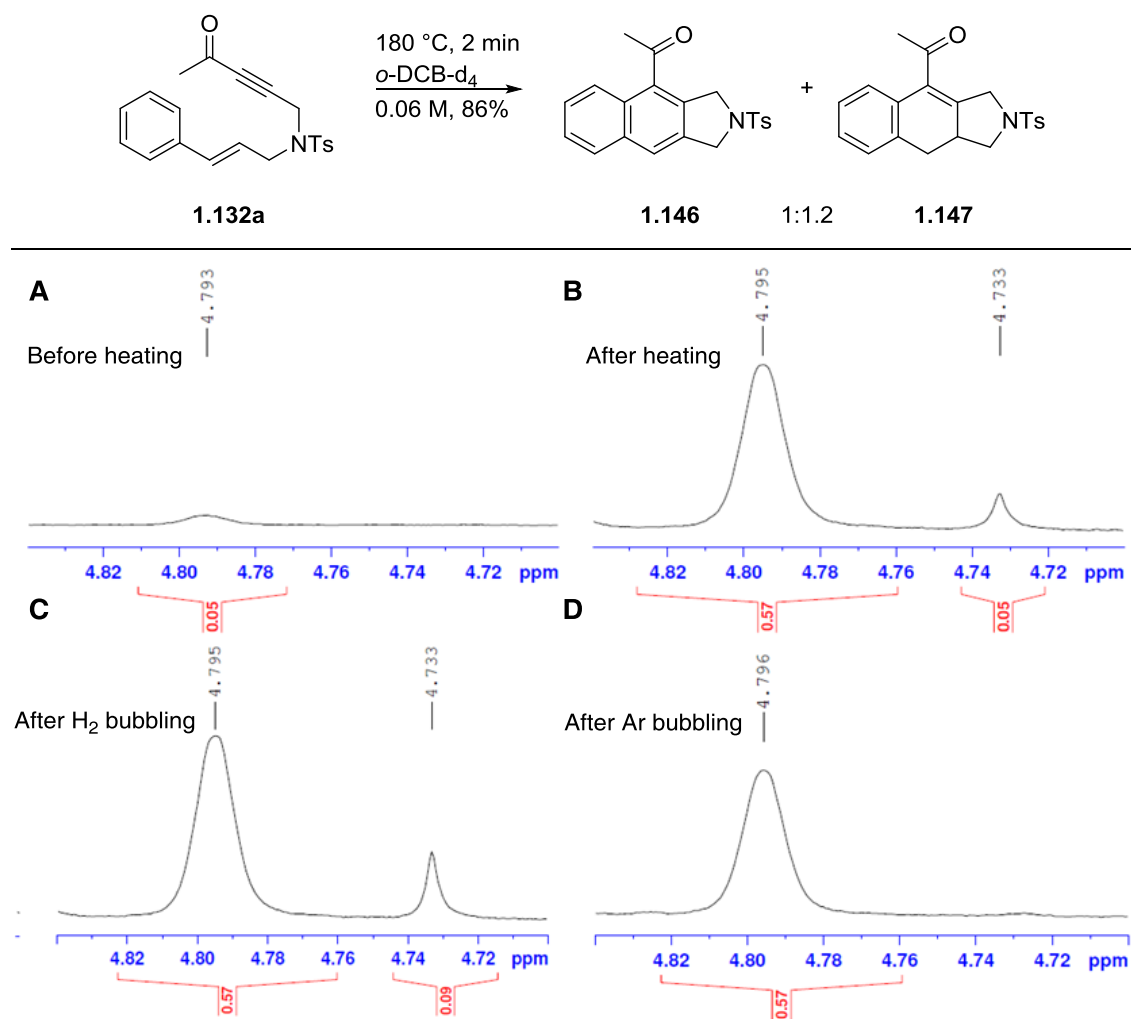 O
180 °C, 2 min
o-DCB-d4
0.06 M, 86%
NTs
O
NTs
+
O
NTs
1.132a
1.146
1:1.2
1.147
A
4.793
Before heating
4.82 4.80 4.78 4.76 4.74 4.72 ppm
0.05
B
4.795
4.733
After heating
4.82 4.80 4.78 4.76 4.74 4.72 ppm
0.57
0.05
C
4.795
4.733
After H2 bubbling
4.82 4.80 4.78 4.76 4.74 4.72 ppm
0.57
0.09
D
4.796
After Ar bubbling
4.82 4.80 4.78 4.76 4.74 4.72 ppm
0.57